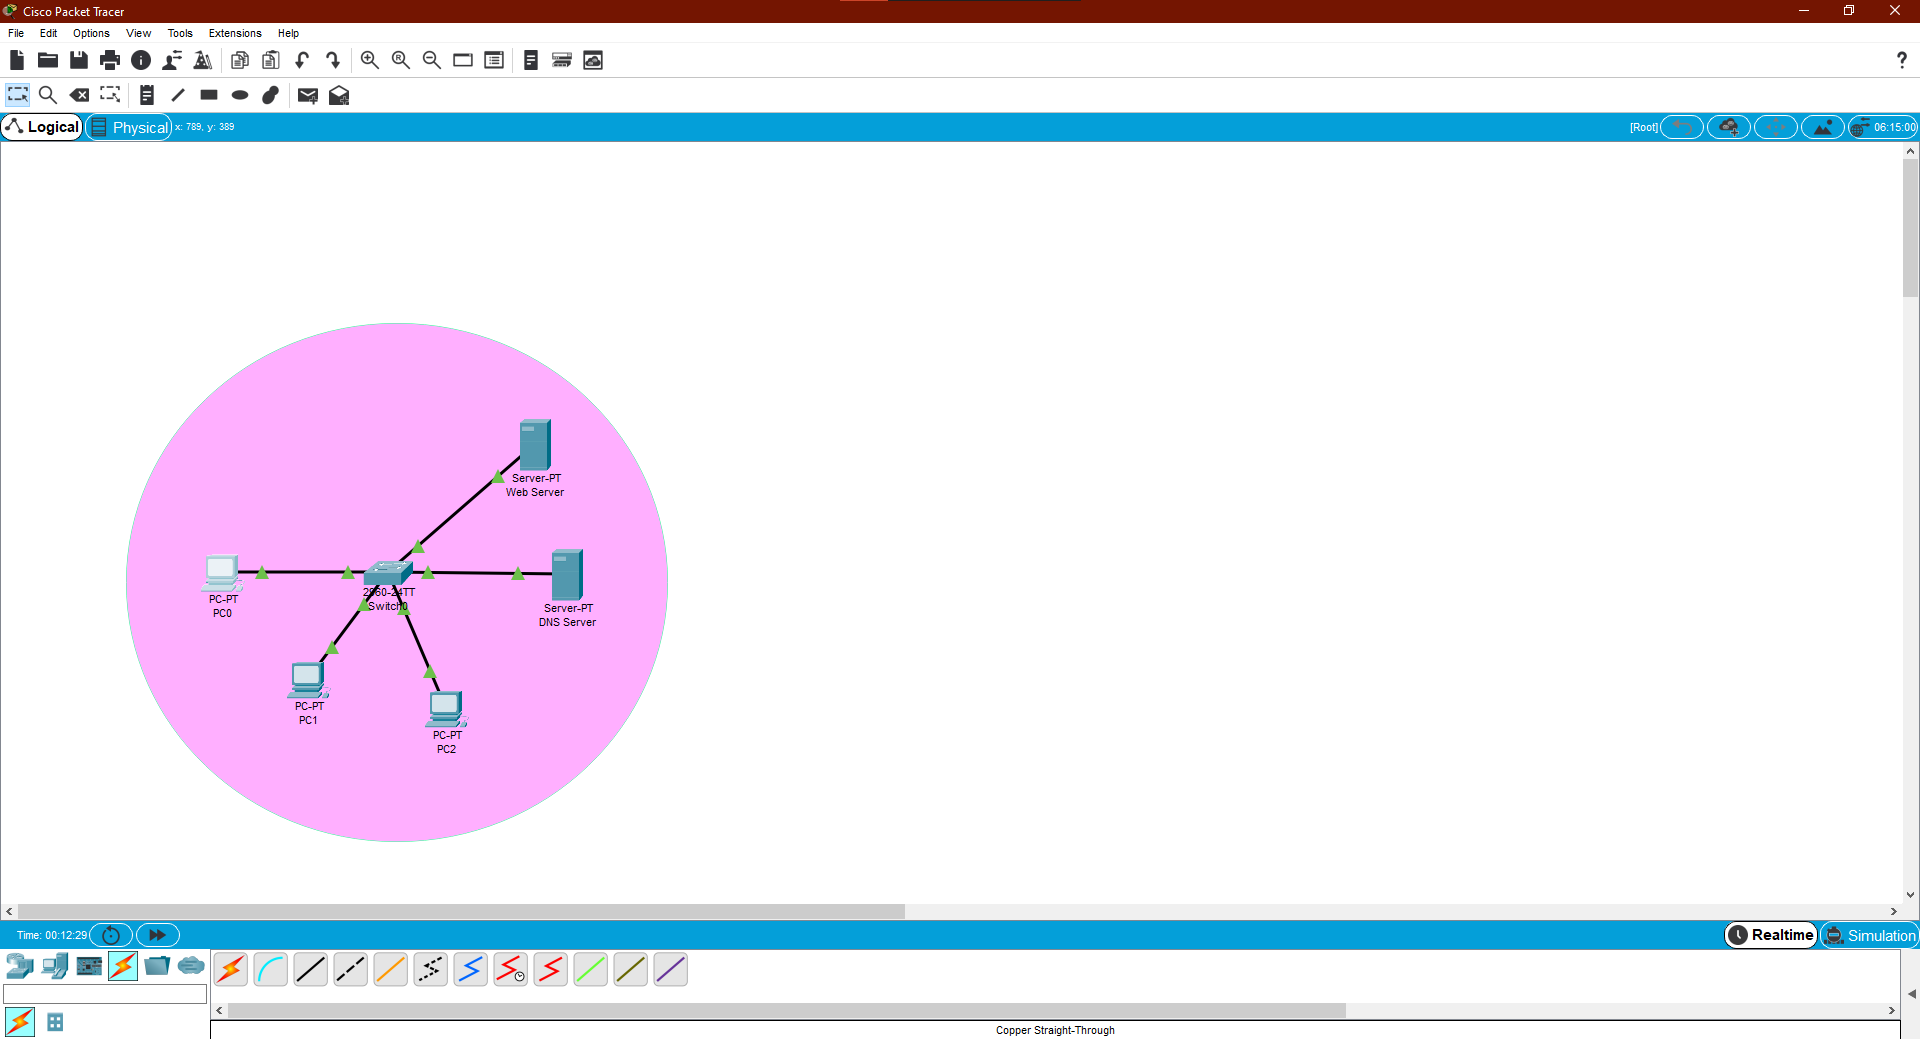 Cisco Packet Tracer
File Edit Options View Tools Extensions Help
?
Logical Physical x: 789, y: 389 [Root] 06:15:00
Server-PT
Web Server
2960-24TT
Switch0
PC-PT
PC0
Server-PT
DNS Server
PC-PT
PC1
PC-PT
PC2
Time: 00:12:29 Realtime Simulation
Copper Straight-Through